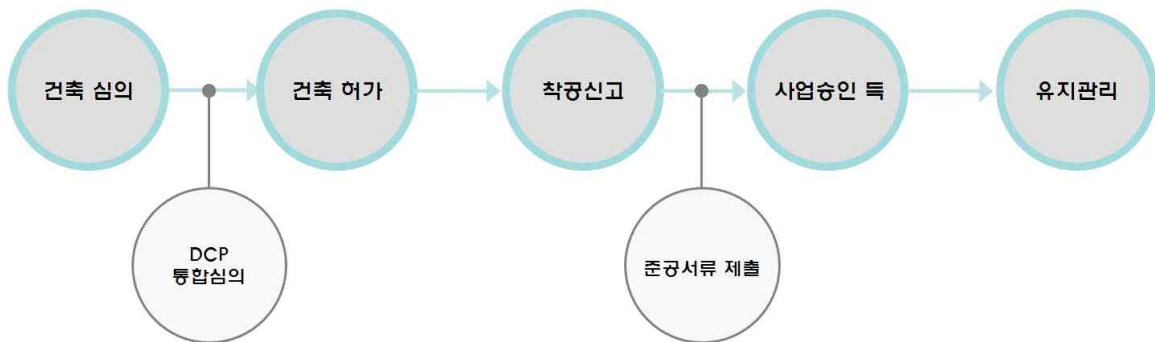 건축 심의
건축 허가
착공신고
사업승인 득
유지관리
DCP
통합심의
준공서류 제출